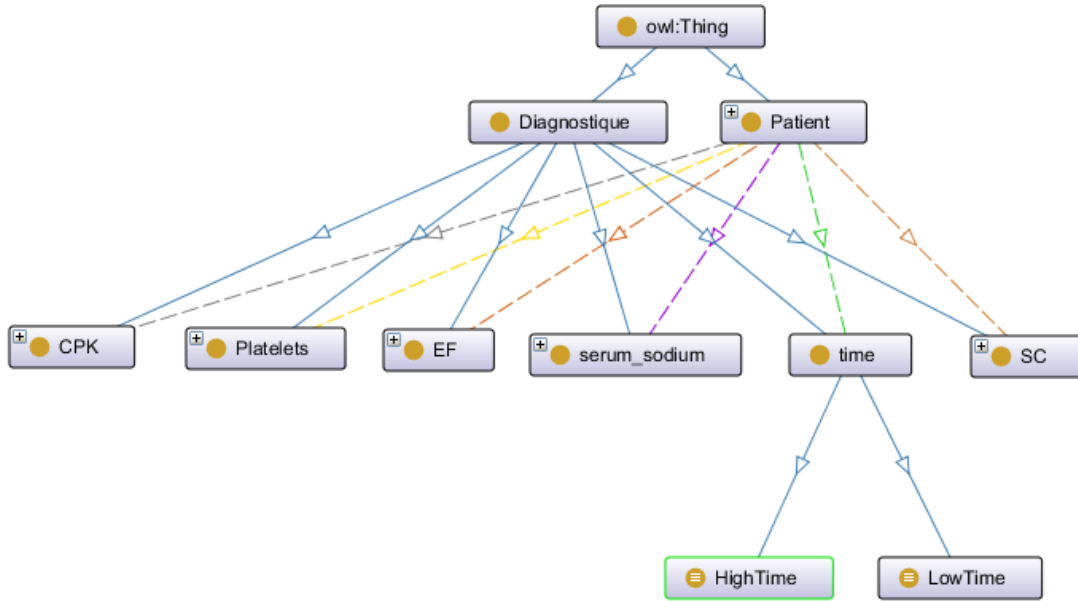 owl:Thing
Diagnostique
Patient
CPK
Platelets
EF
serum_sodium
time
SC
HighTime
LowTime